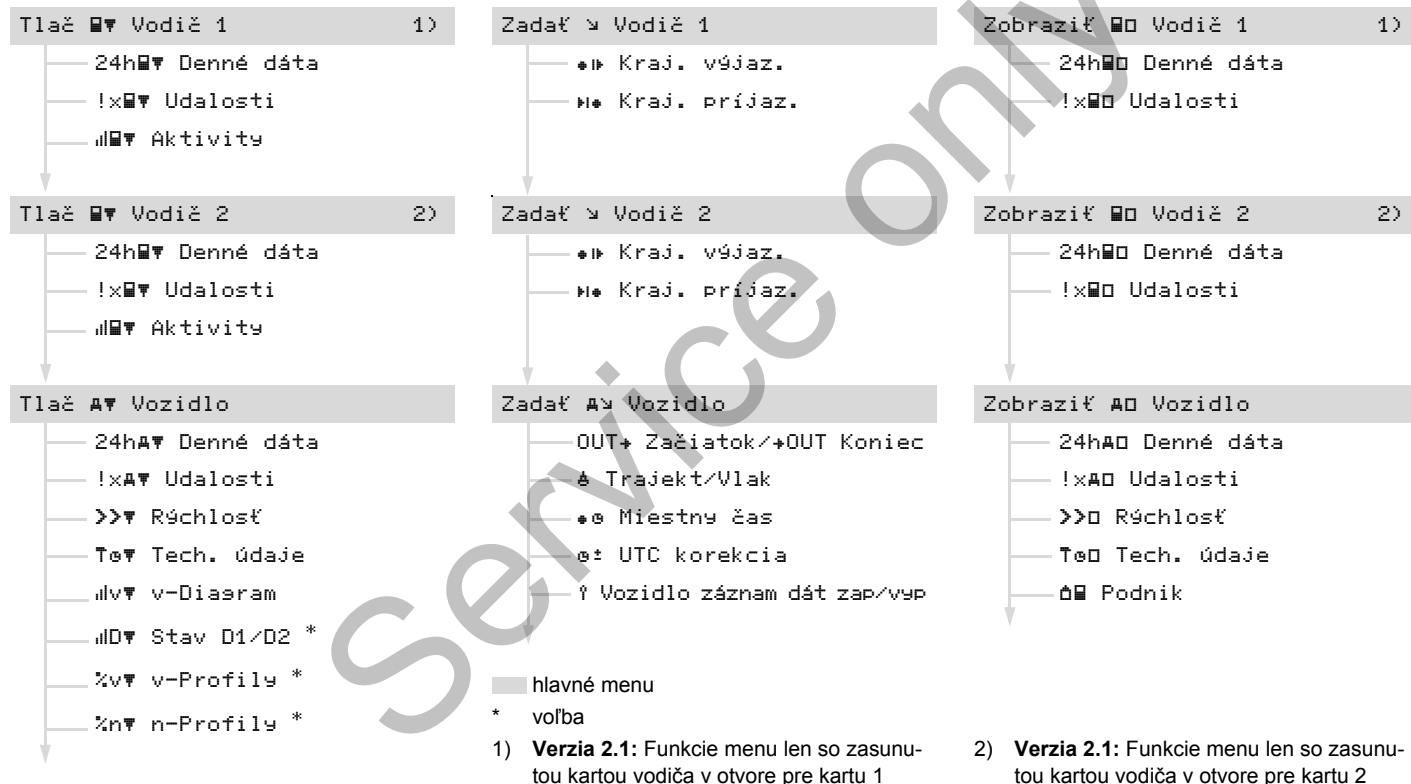 Tlač Vodič 1 1)
24h Denné dáta
!x Udalosti
Aktivity
Tlač Vodič 2 2)
24h Denné dáta
!x Udalosti
Aktivity
Tlač Vozidlo
24h Denné dáta
!x Udalosti
>> Rýchlosť
T Tech. údaje
v v-Diagram
D Stav D1/D2 *
%v v-Profily *
%n n-Profily *
Zadať Vodič 1
Kraj. výjaz.
Kraj. príjaz.
Zadať Vodič 2
Kraj. výjaz.
Kraj. príjaz.
Zadať Vozidlo
OUT Začiatok/OUT Koniec
Trajekt/Vlak
Miestny čas
UTC korekcia
Vozidlo záznam dát zap/vyp
hlavné menu
* voľba
1) Verzia 2.1: Funkcie menu len so zasunu-
tou kartou vodiča v otvore pre kartu 1
Zobraziť Vodič 1 1)
24h Denné dáta
!x Udalosti
Zobraziť Vodič 2 2)
24h Denné dáta
!x Udalosti
Zobraziť Vozidlo
24h Denné dáta
!x Udalosti
>> Rýchlosť
T Tech. údaje
Podnik
2) Verzia 2.1: Funkcie menu len so zasunu-
tou kartou vodiča v otvore pre kartu 2
Service only